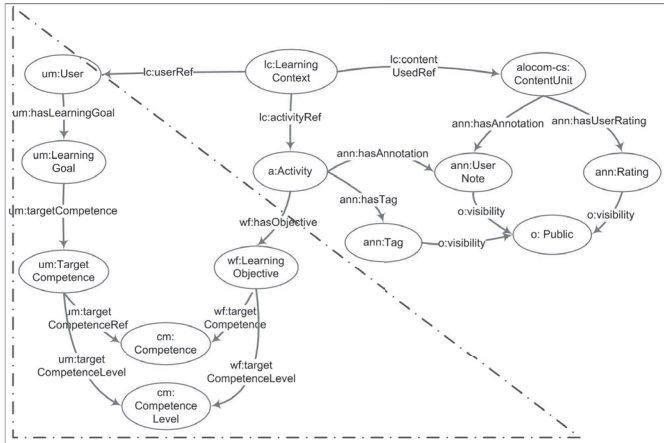 um:User
lc:userRef
lc:Learning
Context
lc:content
UsedRef
alocom-cs:
ContentUnit
um:hasLearningGoal
lc:activityRef
ann:hasAnnotation
ann:hasUserRating
um:Learning
Goal
a:Activity
ann:hasAnnotation
ann:User
Note
ann:Rating
um:targetCompetence
wf:hasObjective
ann:hasTag
o:visibility
o:visibility
ann:Tag
o:visibility
o: Public
um:Target
Competence
wf:Learning
Objective
um:target
CompetenceRef
wf:target
Competence
cm:
Competence
um:target
CompetenceLevel
wf:target
CompetenceLevel
cm:
Competence
Level